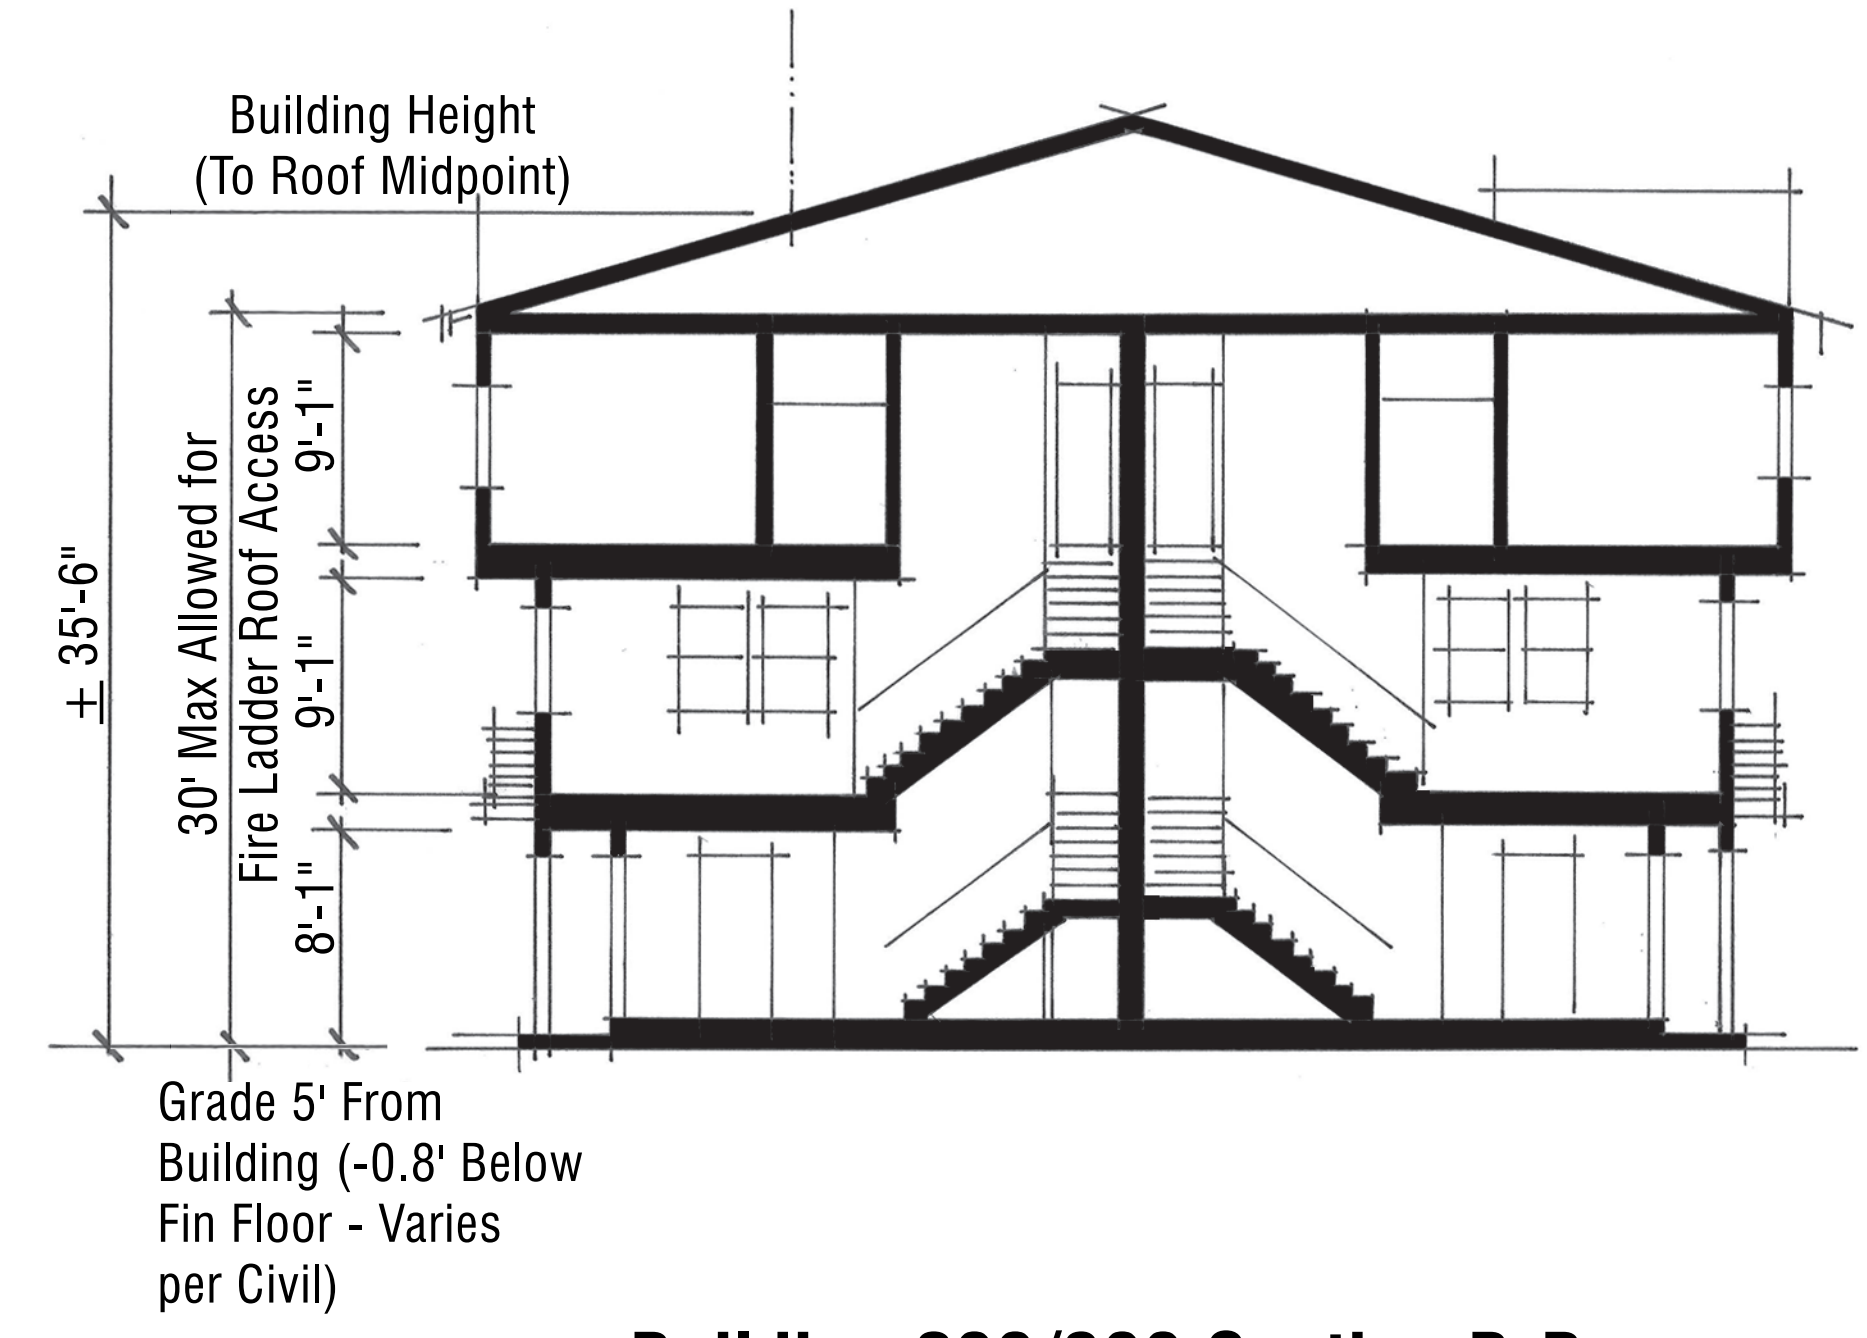 Building Height
(To Roof Midpoint)
± 35'-6"
30' Max Allowed for
Fire Ladder Roof Access
9'-1"
9'-1"
8'-1"
Grade 5' From
Building (-0.8' Below
Fin Floor - Varies
per Civil)